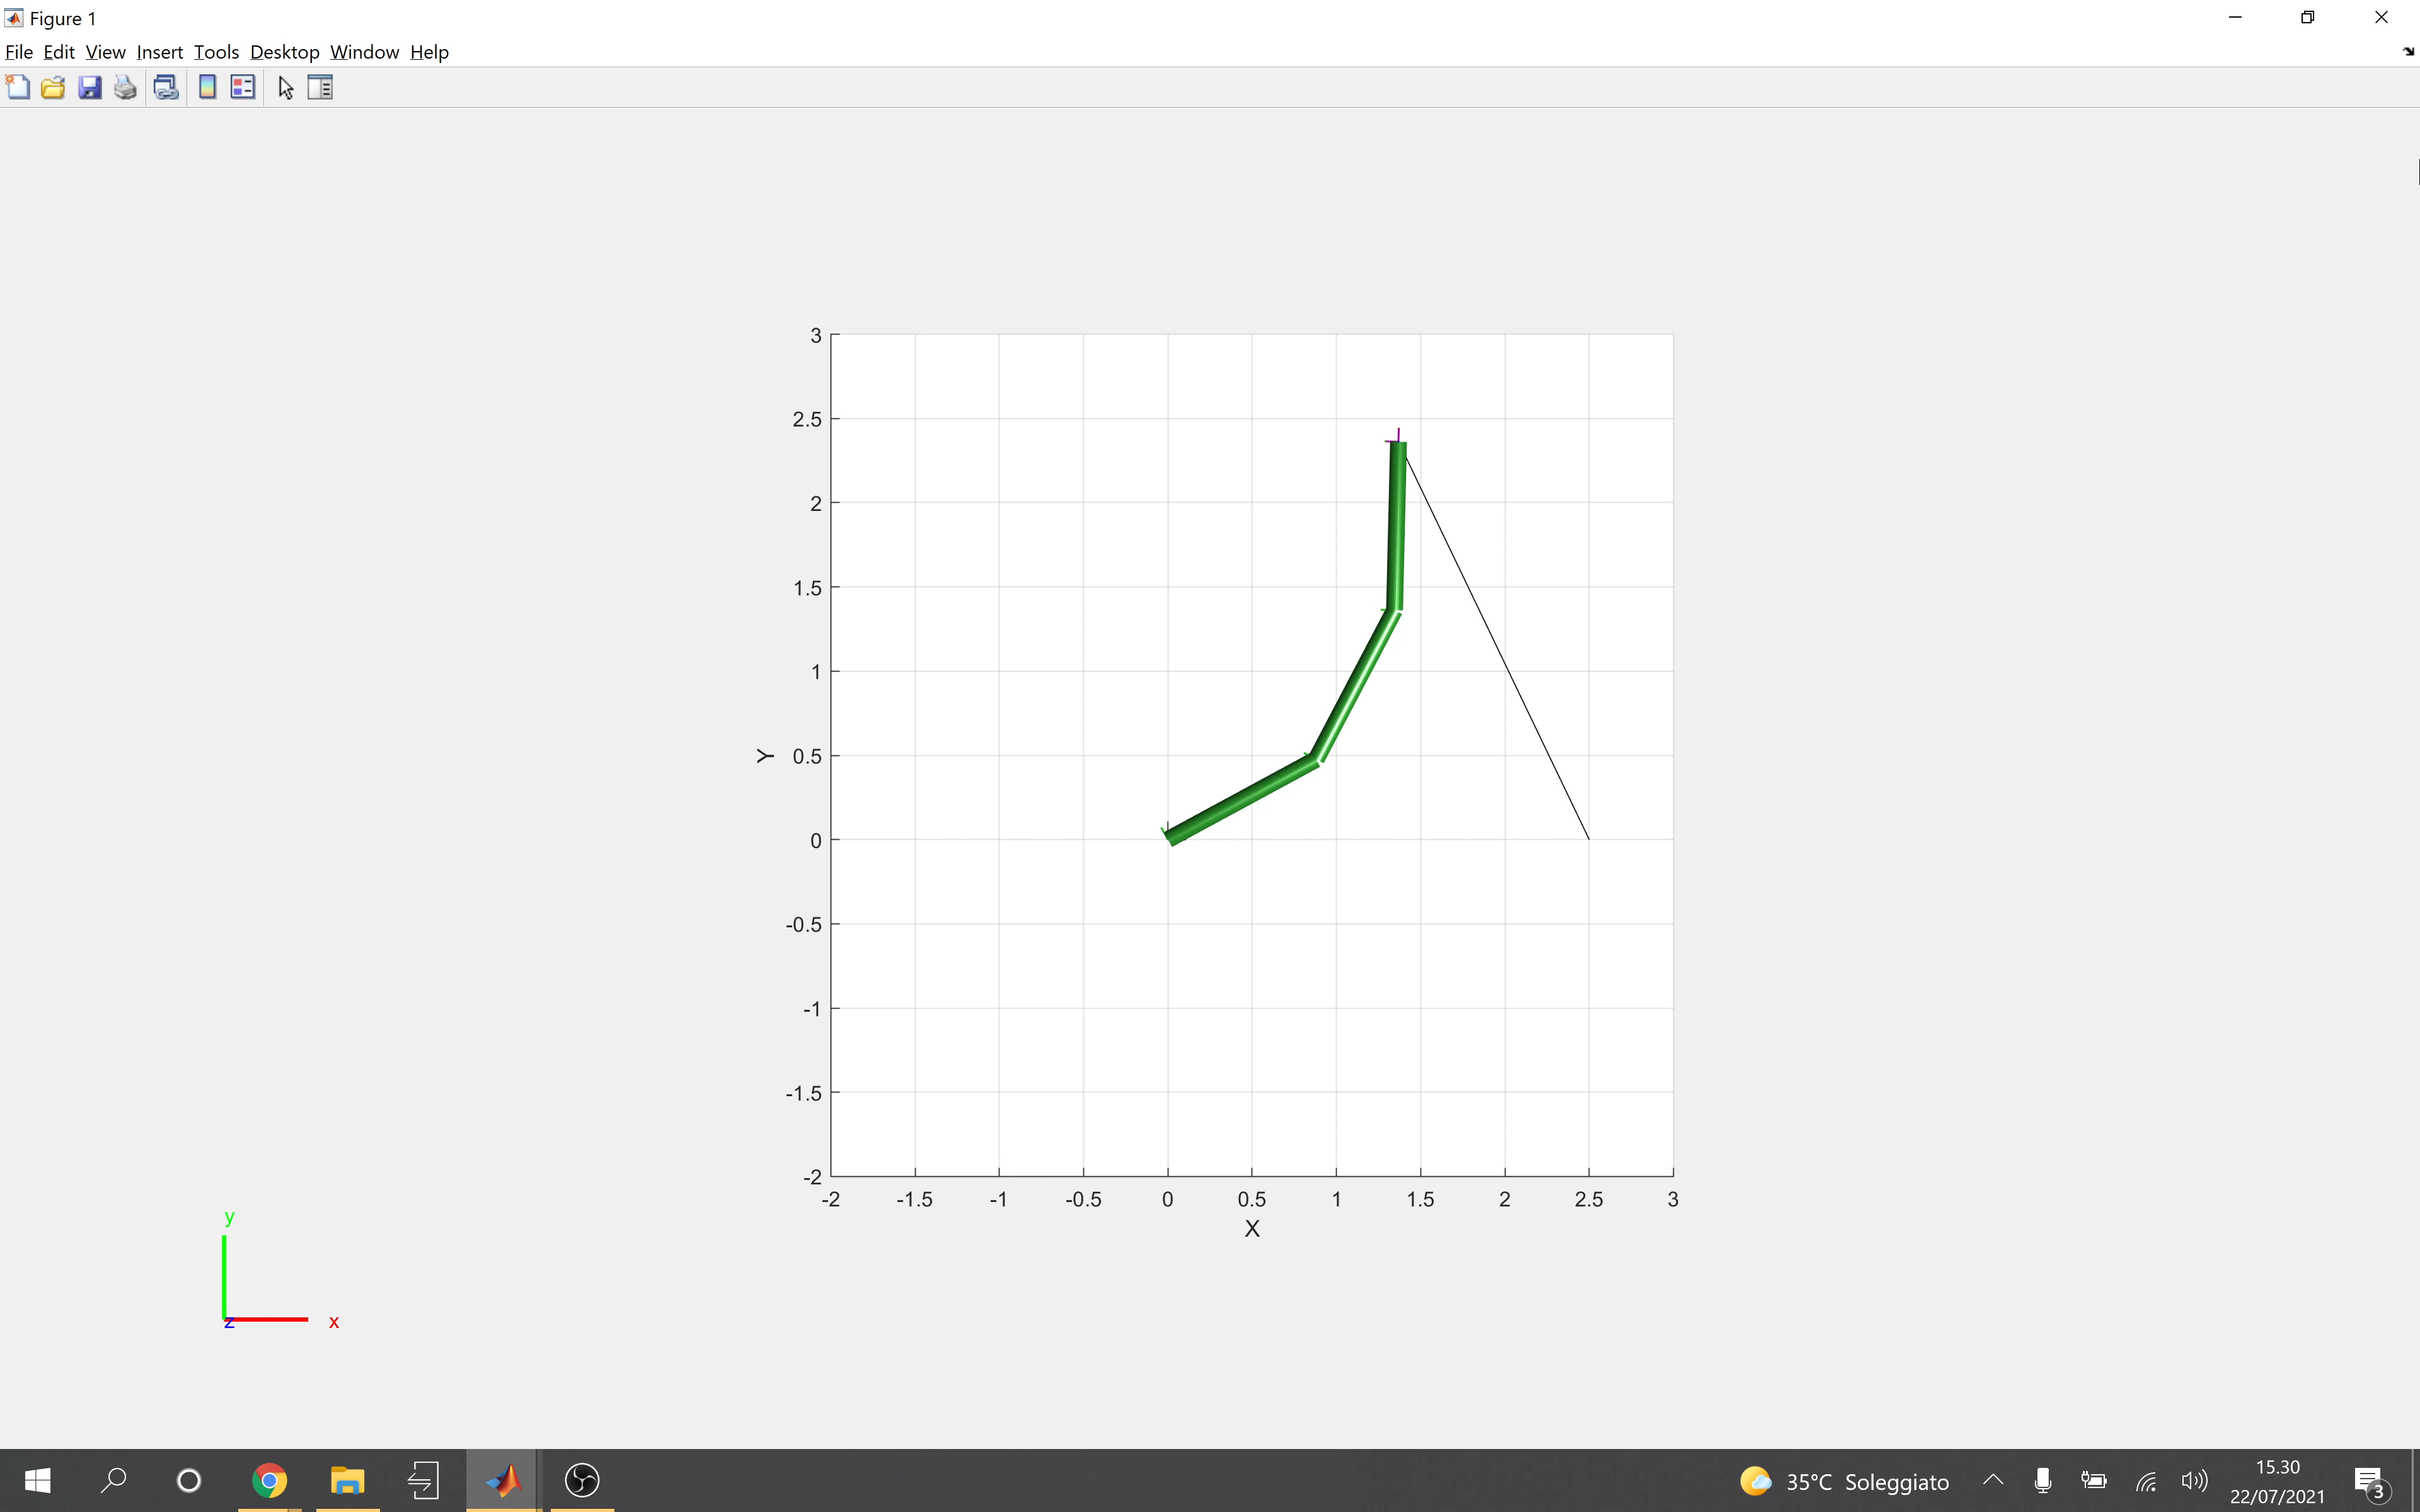 Figure 1
File Edit View Insert Tools Desktop Window Help
3
2.5
2
1.5
1
0.5
0
-0.5
-1
-1.5
-2
Y
-2 -1.5 -1 -0.5 0 0.5 1 1.5 2 2.5 3
X
y
z x
35°C Soleggiato
15.30
22/07/2021
3